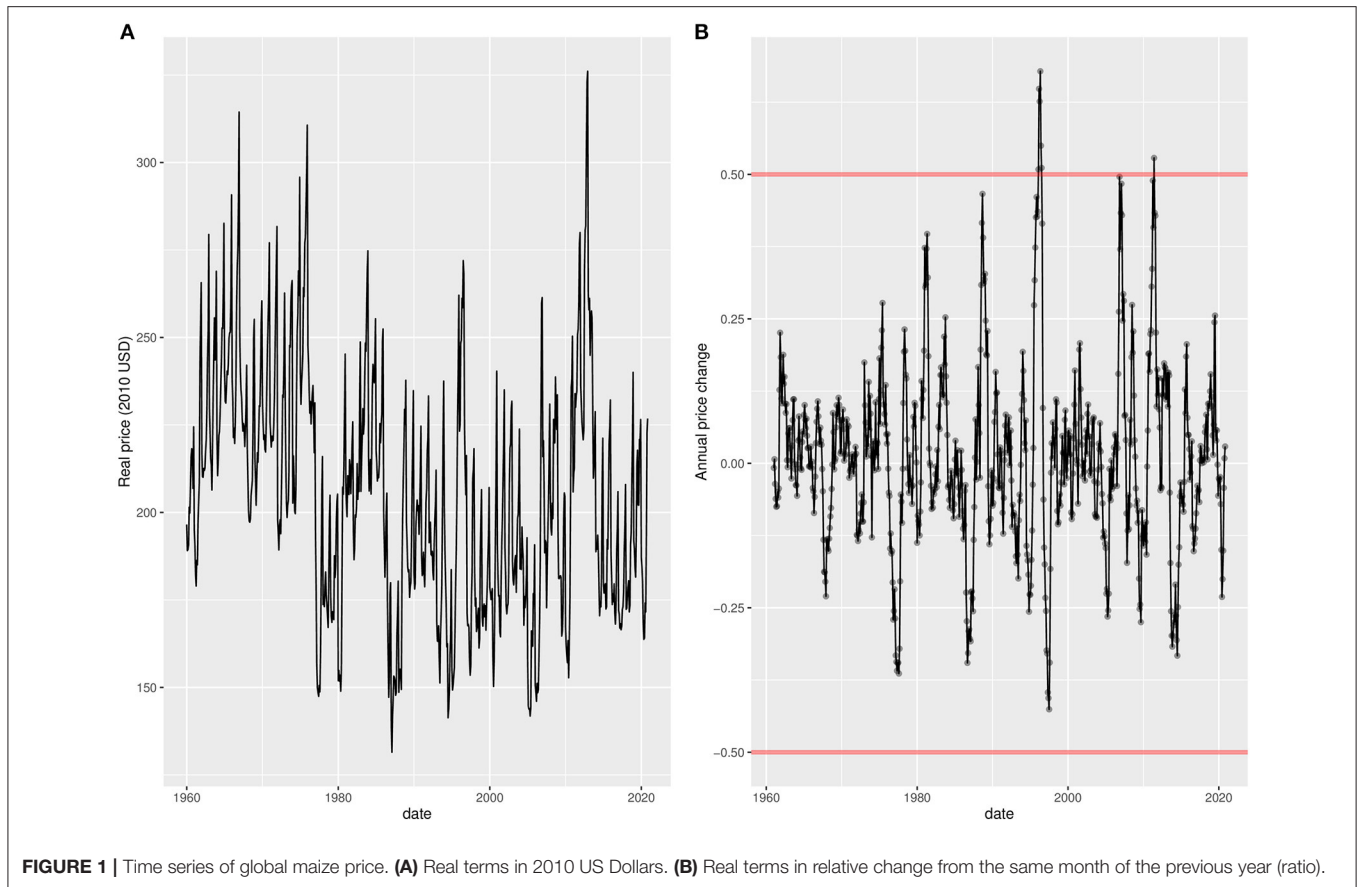 A
B
Real price (2010 USD)
300
250
200
150
1960
1980
2000
2020
date
Annual price change
0.50
0.25
0.00
−0.25
−0.50
1960
1980
2000
2020
date
FIGURE 1 | Time series of global maize price. (A) Real terms in 2010 US Dollars. (B) Real terms in relative change from the same month of the previous year (ratio).